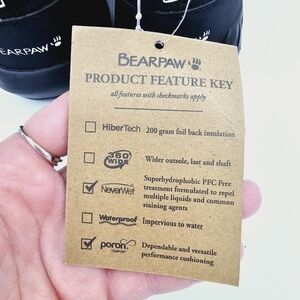 BEARPAW
BEARPAW
PRODUCT FEATURE KEY
all features with checkmarks apply
HiberTech 200 gram foil back insulation
360 WIDE Wider outsole, last and shaft
NeverWet Superhydrophobic PFC Free
treatment formulated to repel
multiple liquids and common
staining agents
Waterproof Impervious to water
poron COMFORT Dependable and versatile
performance cushioning